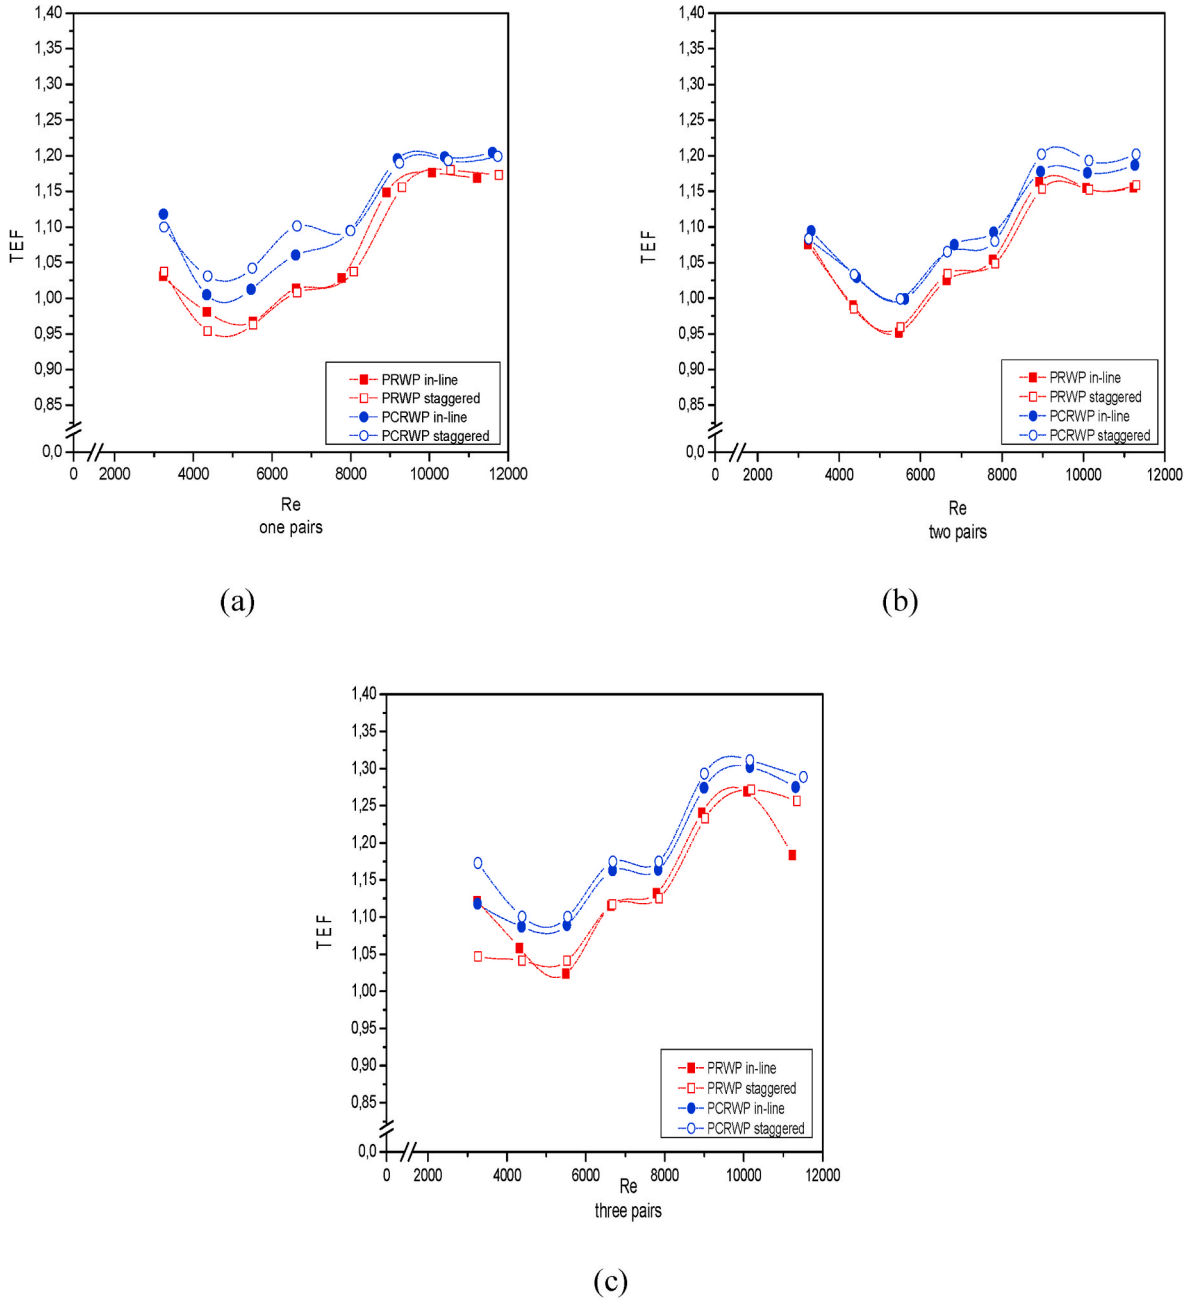 1,40
1,35
1,30
1,25
1,20
1,15
1,10
1,05
1,00
0,95
0,90
0,85
0,0
TEF
PRWP in-line
PRWP staggered
PCRWP in-line
PCRWP staggered
0 2000 4000 6000 8000 10000 12000
Re
one pairs
(a)
1,40
1,35
1,30
1,25
1,20
1,15
1,10
1,05
1,00
0,95
0,90
0,85
0,0
TEF
PRWP in-line
PRWP staggered
PCRWP in-line
PCRWP staggered
0 2000 4000 6000 8000 10000 12000
Re
two pairs
(b)
1,40
1,35
1,30
1,25
1,20
1,15
1,10
1,05
1,00
0,95
0,90
0,85
0,0
TEF
PRWP in-line
PRWP staggered
PCRWP in-line
PCRWP staggered
0 2000 4000 6000 8000 10000 12000
Re
three pairs
(c)